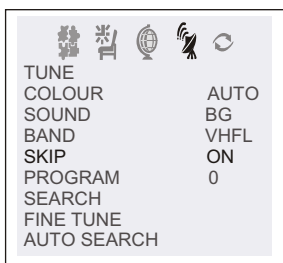 TUNE
COLOUR AUTO
SOUND BG
BAND VHFL
SKIP ON
PROGRAM 0
SEARCH
FINE TUNE
AUTO SEARCH